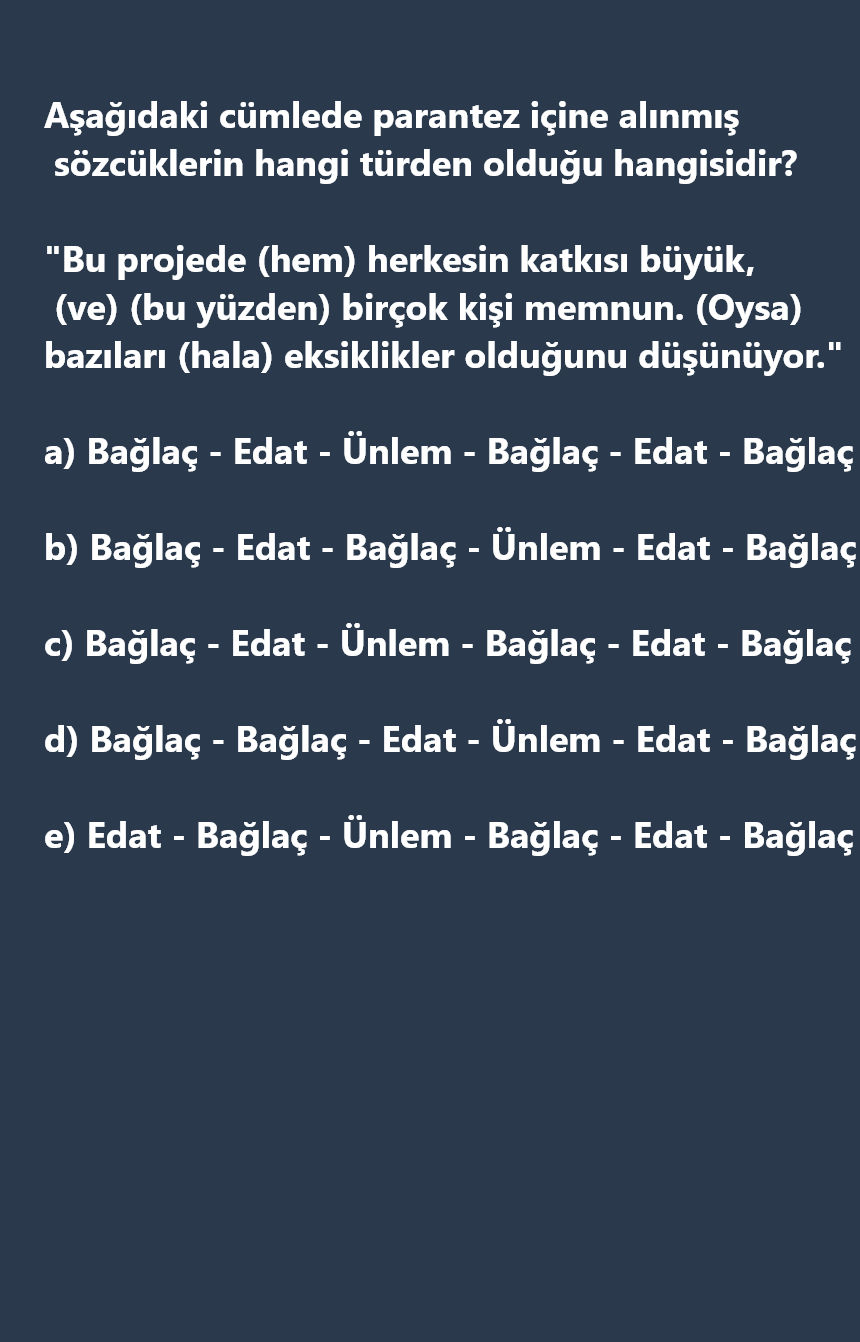 Aşağıdaki cümlede parantez içine alınmış
sözcüklerin hangi türden olduğu hangisidir?
"Bu projede (hem) herkesin katkısı büyük,
(ve) (bu yüzden) birçok kişi memnun. (Oysa)
bazıları (hala) eksiklikler olduğunu düşünüyor."
a) Bağlaç - Edat - Ünlem - Bağlaç - Edat - Bağlaç
b) Bağlaç - Edat - Bağlaç - Ünlem - Edat - Bağlaç
c) Bağlaç - Edat - Ünlem - Bağlaç - Edat - Bağlaç
d) Bağlaç - Bağlaç - Edat - Ünlem - Edat - Bağlaç
e) Edat - Bağlaç - Ünlem - Bağlaç - Edat - Bağlaç